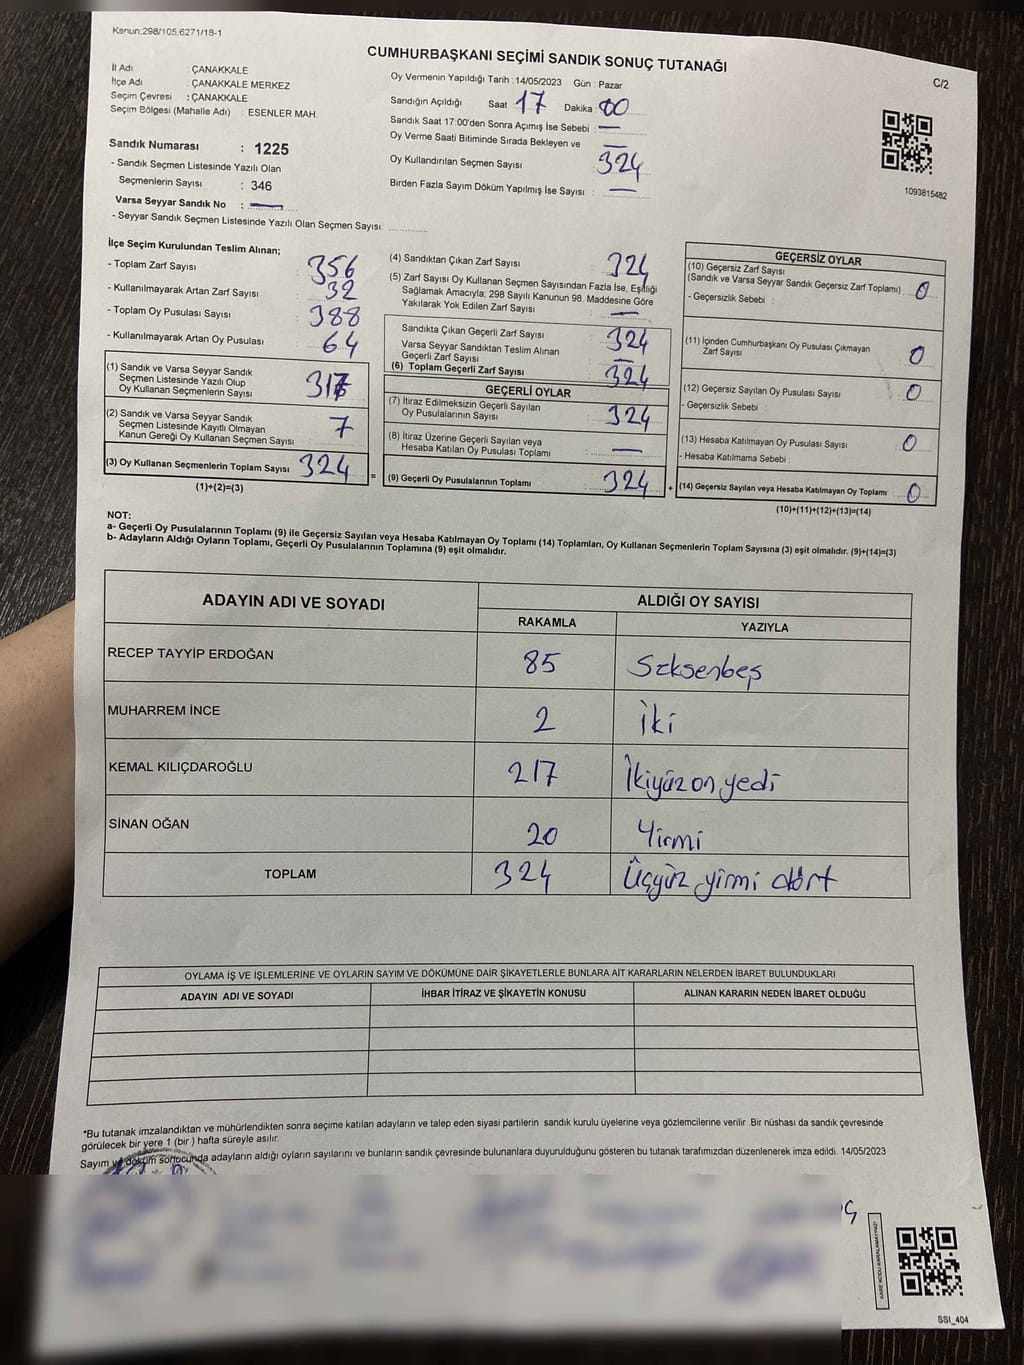 Kanun:298/105,6271/18-1
CUMHURBAŞKANI SEÇİMİ SANDIK SONUÇ TUTANAĞI
C/2
İl Adı : ÇANAKKALE
İlçe Adı : ÇANAKKALE MERKEZ
Seçim Çevresi : ÇANAKKALE
Seçim Bölgesi (Mahalle Adı) : ESENLER MAH.
Sandık Numarası : 1225
- Sandık Seçmen Listesinde Yazılı Olan
Seçmenlerin Sayısı : 346
Varsa Seyyar Sandık No : —
- Seyyar Sandık Seçmen Listesinde Yazılı Olan Seçmen Sayısı:
Oy Vermenin Yapıldığı Tarih : 14/05/2023 Gün : Pazar
Sandığın Açıldığı Saat 17 Dakika : 00
Sandık Saat 17:00'den Sonra Açımış İse Sebebi : —
Oy Verme Saati Bitiminde Sırada Bekleyen ve —
Oy Kullandırılan Seçmen Sayısı : 324
Birden Fazla Sayım Döküm Yapılmış İse Sayısı : —
1093815482
İlçe Seçim Kurulundan Teslim Alınan;
- Toplam Zarf Sayısı : 356
- Kullanılmayarak Artan Zarf Sayısı : 32
- Toplam Oy Pusulası Sayısı : 388
- Kullanılmayarak Artan Oy Pusulası : 64
(1) Sandık ve Varsa Seyyar Sandık
Seçmen Listesinde Yazılı Olup
Oy Kullanan Seçmenlerin Sayısı : 317
(2) Sandık ve Varsa Seyyar Sandık
Seçmen Listesinde Kayıtlı Olmayan
Kanun Gereği Oy Kullanan Seçmen Sayısı : 7
(3) Oy Kullanan Seçmenlerin Toplam Sayısı : 324
(1)+(2)=(3)
(4) Sandıktan Çıkan Zarf Sayısı : 324
(5) Zarf Sayısı Oy Kullanan Seçmen Sayısından Fazla İse, Eşitliği
Sağlamak Amacıyla; 298 Sayılı Kanunun 98. Maddesine Göre
Yakılarak Yok Edilen Zarf Sayısı : —
Sandıkta Çıkan Geçerli Zarf Sayısı : 324
Varsa Seyyar Sandıktan Teslim Alınan
Geçerli Zarf Sayısı : —
(6) Toplam Geçerli Zarf Sayısı : 324
GEÇERLİ OYLAR
(7) İtiraz Edilmeksizin Geçerli Sayılan
Oy Pusulalarının Sayısı : 324
(8) İtiraz Üzerine Geçerli Sayılan veya
Hesaba Katılan Oy Pusulası Toplamı : —
= (9) Geçerli Oy Pusulalarının Toplamı : 324
GEÇERSİZ OYLAR
(10) Geçersiz Zarf Sayısı
(Sandık ve Varsa Seyyar Sandık Geçersiz Zarf Toplamı) : 0
- Geçersizlik Sebebi :
(11) İçinden Cumhurbaşkanı Oy Pusulası Çıkmayan
Zarf Sayısı : 0
(12) Geçersiz Sayılan Oy Pusulası Sayısı : 0
- Geçersizlik Sebebi :
(13) Hesaba Katılmayan Oy Pusulası Sayısı : 0
- Hesaba Katılmama Sebebi :
+ (14) Geçersiz Sayılan veya Hesaba Katılmayan Oy Toplamı : 0
(10)+(11)+(12)+(13)=(14)
NOT:
a- Geçerli Oy Pusulalarının Toplamı (9) ile Geçersiz Sayılan veya Hesaba Katılmayan Oy Toplamı (14) Toplamları, Oy Kullanan Seçmenlerin Toplam Sayısına (3) eşit olmalıdır. (9)+(14)=(3)
b- Adayların Aldığı Oyların Toplamı, Geçerli Oy Pusulalarının Toplamına (9) eşit olmalıdır.
ADAYIN ADI VE SOYADI
ALDIĞI OY SAYISI
RAKAMLA YAZIYLA
RECEP TAYYİP ERDOĞAN 85 Seksenbeş
MUHARREM İNCE 2 İki
KEMAL KILIÇDAROĞLU 217 İkiyüz on yedi
SİNAN OĞAN 20 Yirmi
TOPLAM 324 Üçyüz yirmi dört
OYLAMA İŞ VE İŞLEMLERİNE VE OYLARIN SAYIM VE DÖKÜMÜNE DAİR ŞİKAYETLERLE BUNLARA AİT KARARLARIN NELERDEN İBARET BULUNDUKLARI
ADAYIN ADI VE SOYADI İHBAR İTİRAZ VE ŞİKAYETİN KONUSU ALINAN KARARIN NEDEN İBARET OLDUĞU
*Bu tutanak imzalandıktan ve mühürlendikten sonra seçime katılan adayların ve talep eden siyasi partilerin sandık kurulu üyelerine veya gözlemcilerine verilir. Bir nüshası da sandık çevresinde
görülecek bir yere 1 (bir ) hafta süreyle asılır.
Sayım ve döküm sonucunda adayların aldığı oyların sayılarını ve bunların sandık çevresinde bulunanlara duyurulduğunu gösteren bu tutanak tarafımızdan düzenlenerek imza edildi. 14/05/2023
KARE KODU KARALAMAYINIZ!
SSI_404